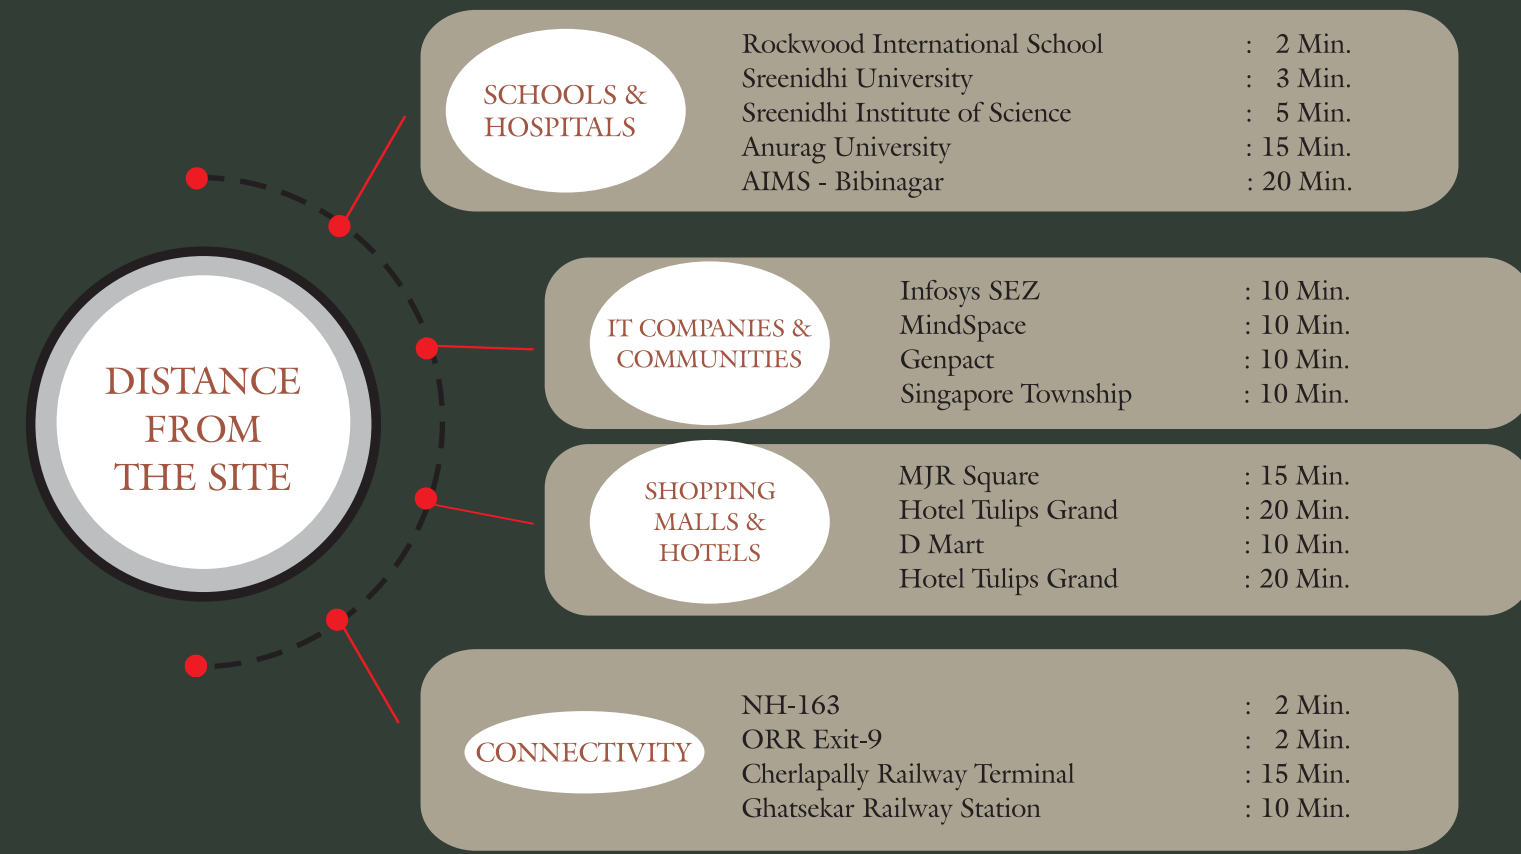 DISTANCE
FROM
THE SITE
SCHOOLS &
HOSPITALS
Rockwood International School : 2 Min.
Sreenidhi University : 3 Min.
Sreenidhi Institute of Science : 5 Min.
Anurag University : 15 Min.
AIMS - Bibinagar : 20 Min.
IT COMPANIES &
COMMUNITIES
Infosys SEZ : 10 Min.
MindSpace : 10 Min.
Genpact : 10 Min.
Singapore Township : 10 Min.
SHOPPING
MALLS &
HOTELS
MJR Square : 15 Min.
Hotel Tulips Grand : 20 Min.
D Mart : 10 Min.
Hotel Tulips Grand : 20 Min.
CONNECTIVITY
NH-163 : 2 Min.
ORR Exit-9 : 2 Min.
Cherlapally Railway Terminal : 15 Min.
Ghatsekar Railway Station : 10 Min.